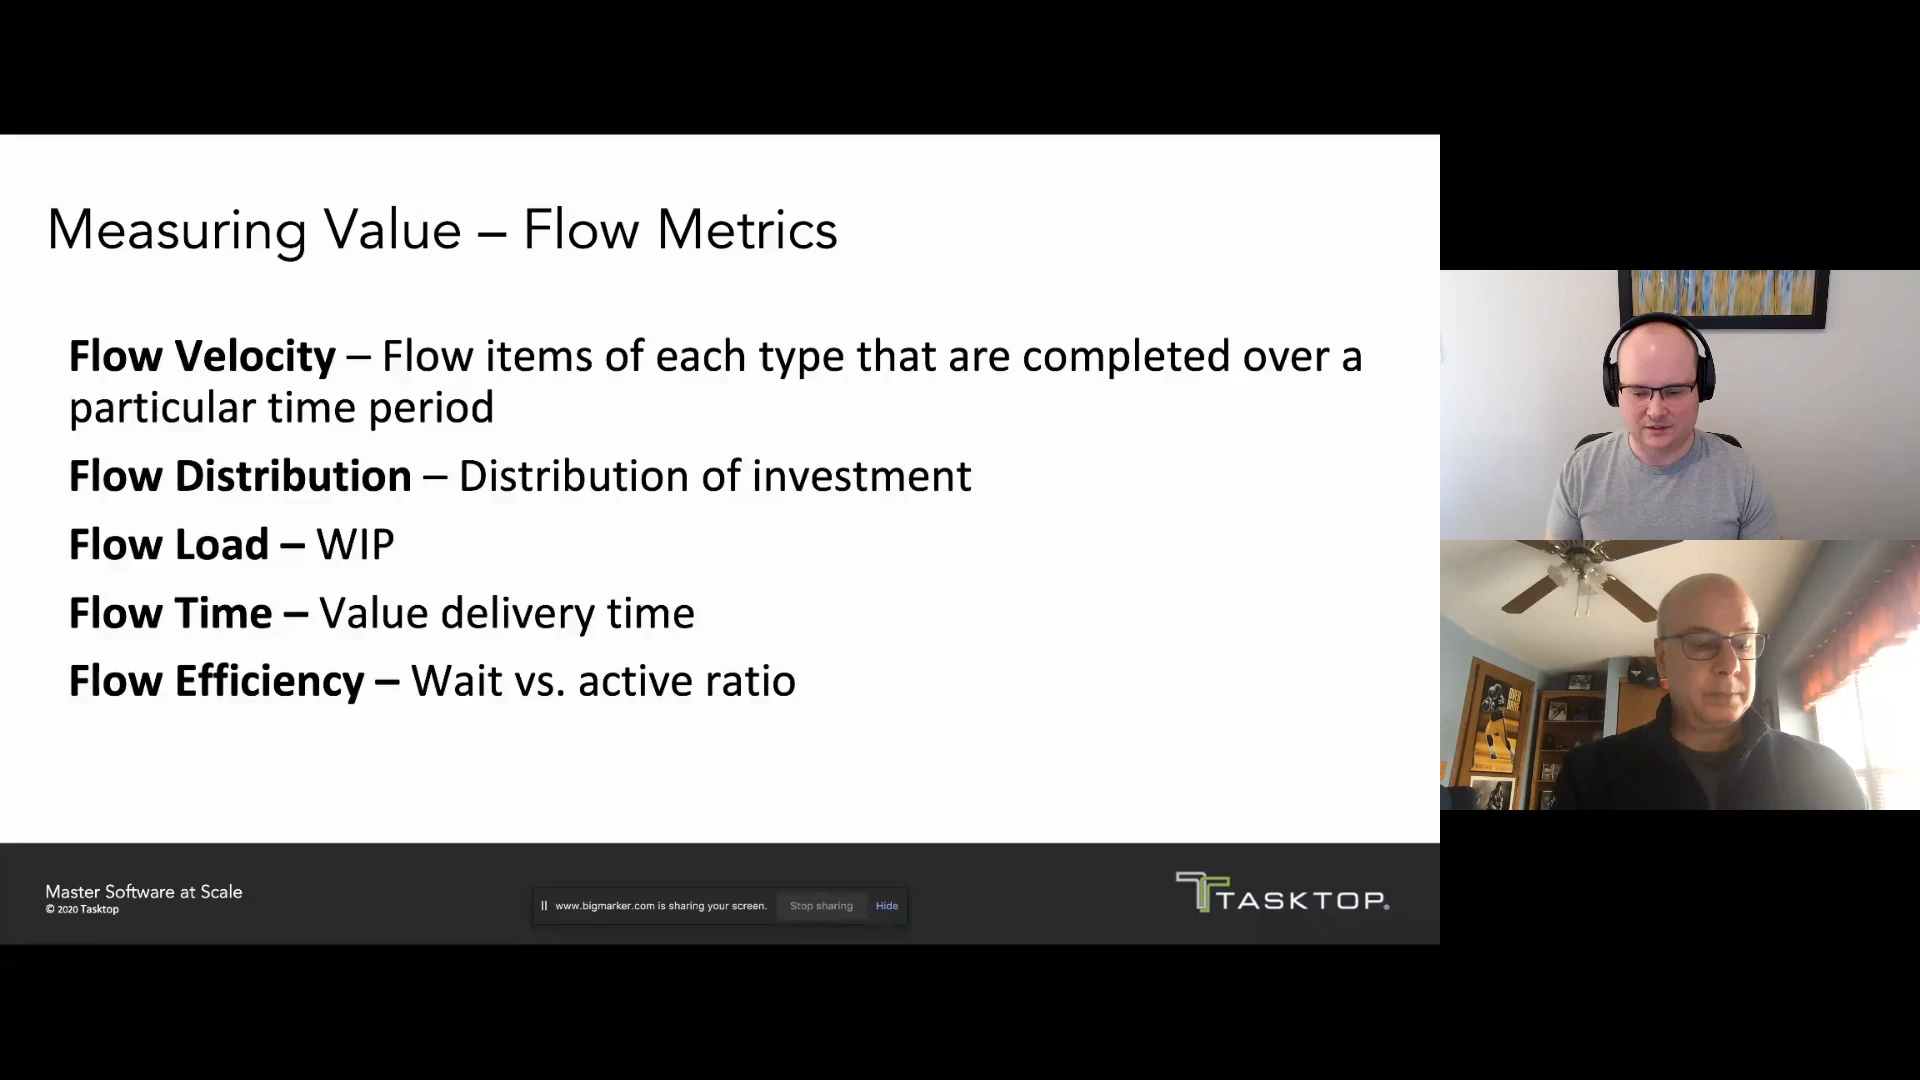 Measuring Value – Flow Metrics
Flow Velocity – Flow items of each type that are completed over a
particular time period
Flow Distribution – Distribution of investment
Flow Load – WIP
Flow Time – Value delivery time
Flow Efficiency – Wait vs. active ratio
Master Software at Scale
© 2020 Tasktop
www.bigmarker.com is sharing your screen. Stop sharing Hide
TASKTOP®
OVER
DRIVE